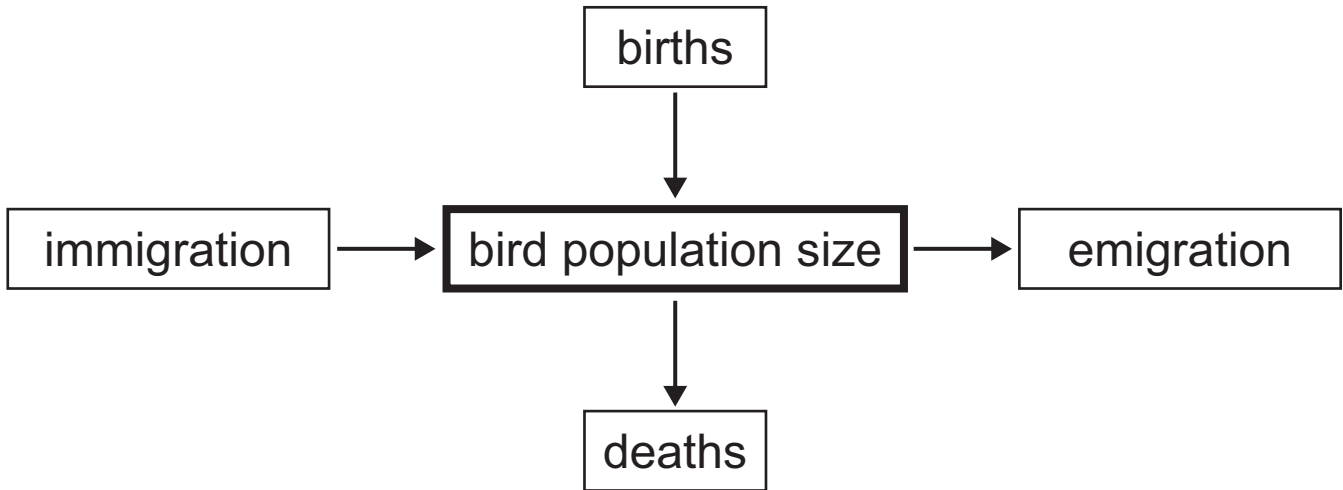 births
immigration
bird population size
emigration
deaths